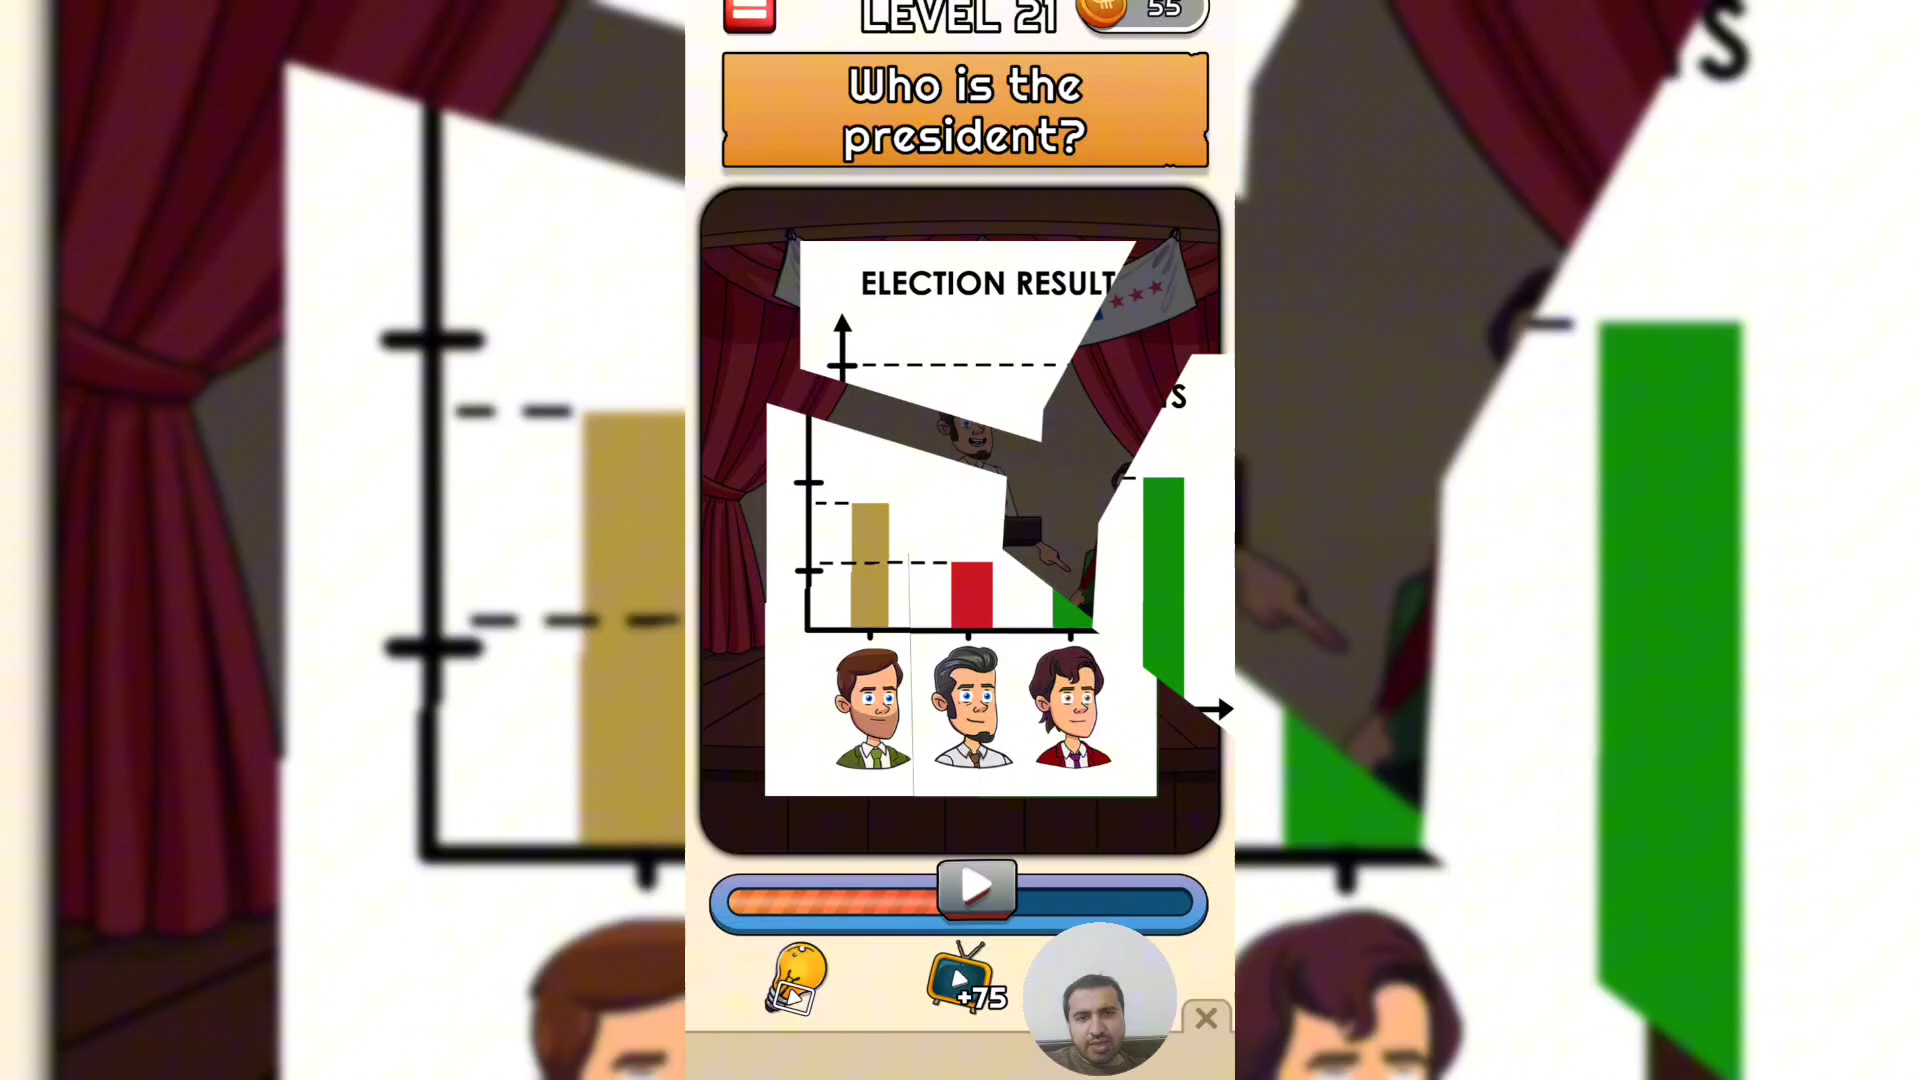 LEVEL 21
55
Who is the
president?
ELECTION RESULT
S
+75